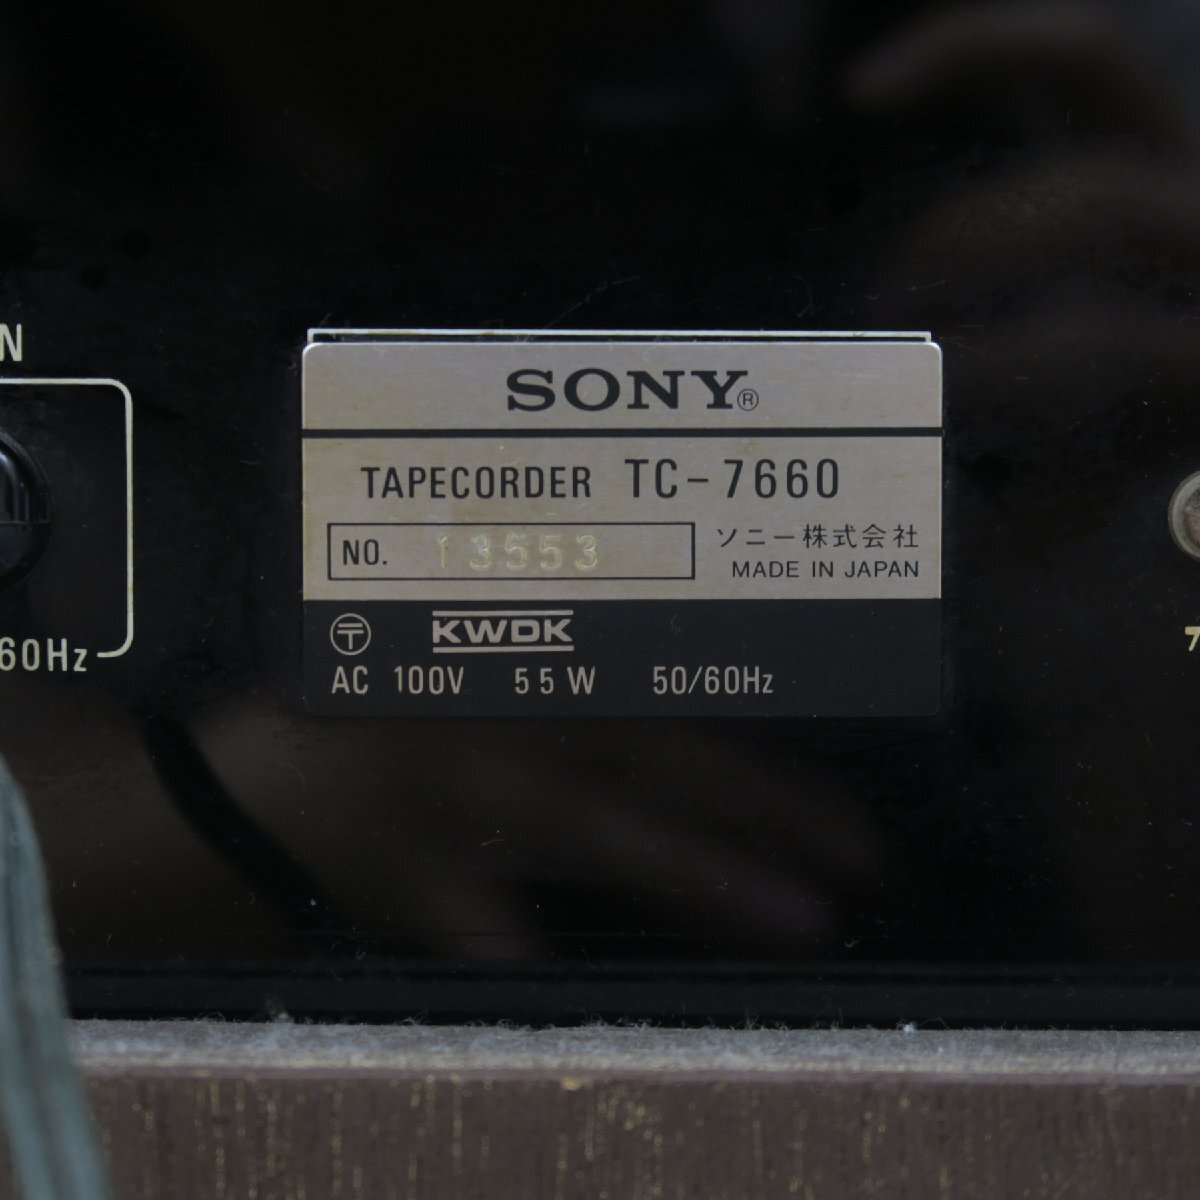 N
60Hz
SONY®
TAPECORDER TC-7660
NO. 13553
ソニー株式会社
MADE IN JAPAN
〒 KWDK
AC 100V 55W 50/60Hz
7